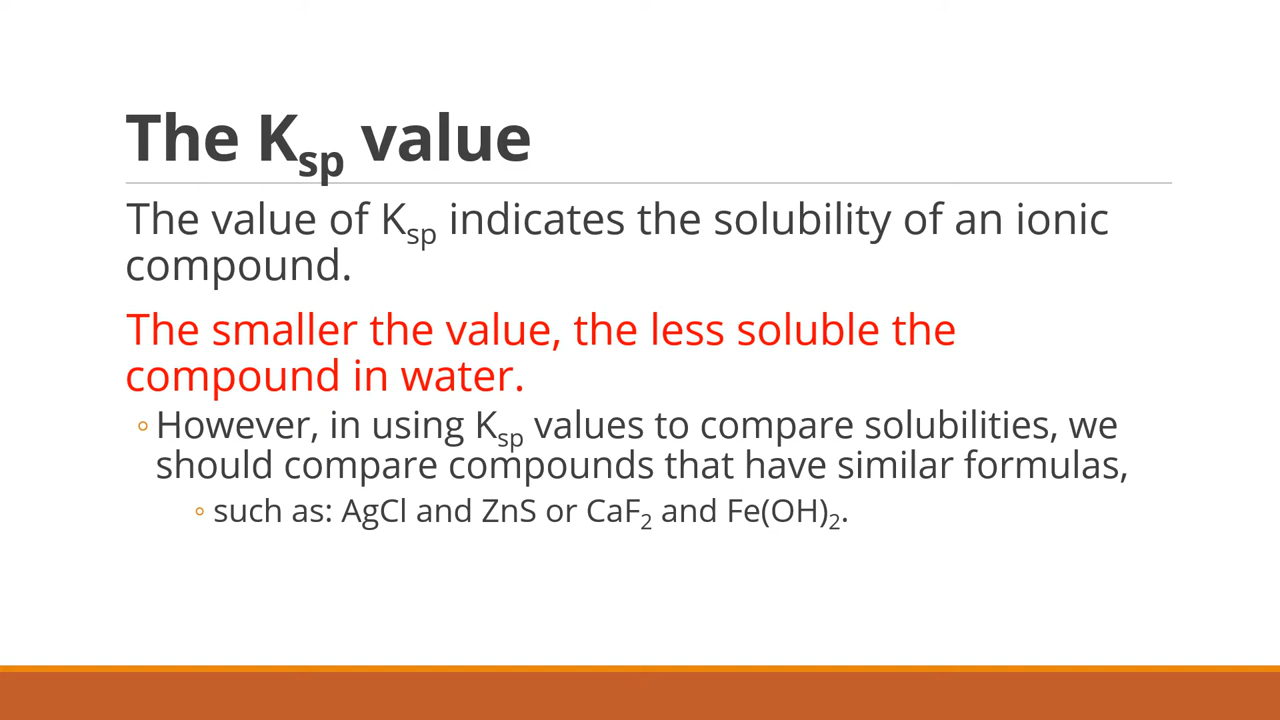 The Ksp value
The value of Ksp indicates the solubility of an ionic
compound.
The smaller the value, the less soluble the
compound in water.
◦ However, in using Ksp values to compare solubilities, we
should compare compounds that have similar formulas,
◦ such as: AgCl and ZnS or CaF2 and Fe(OH)2.